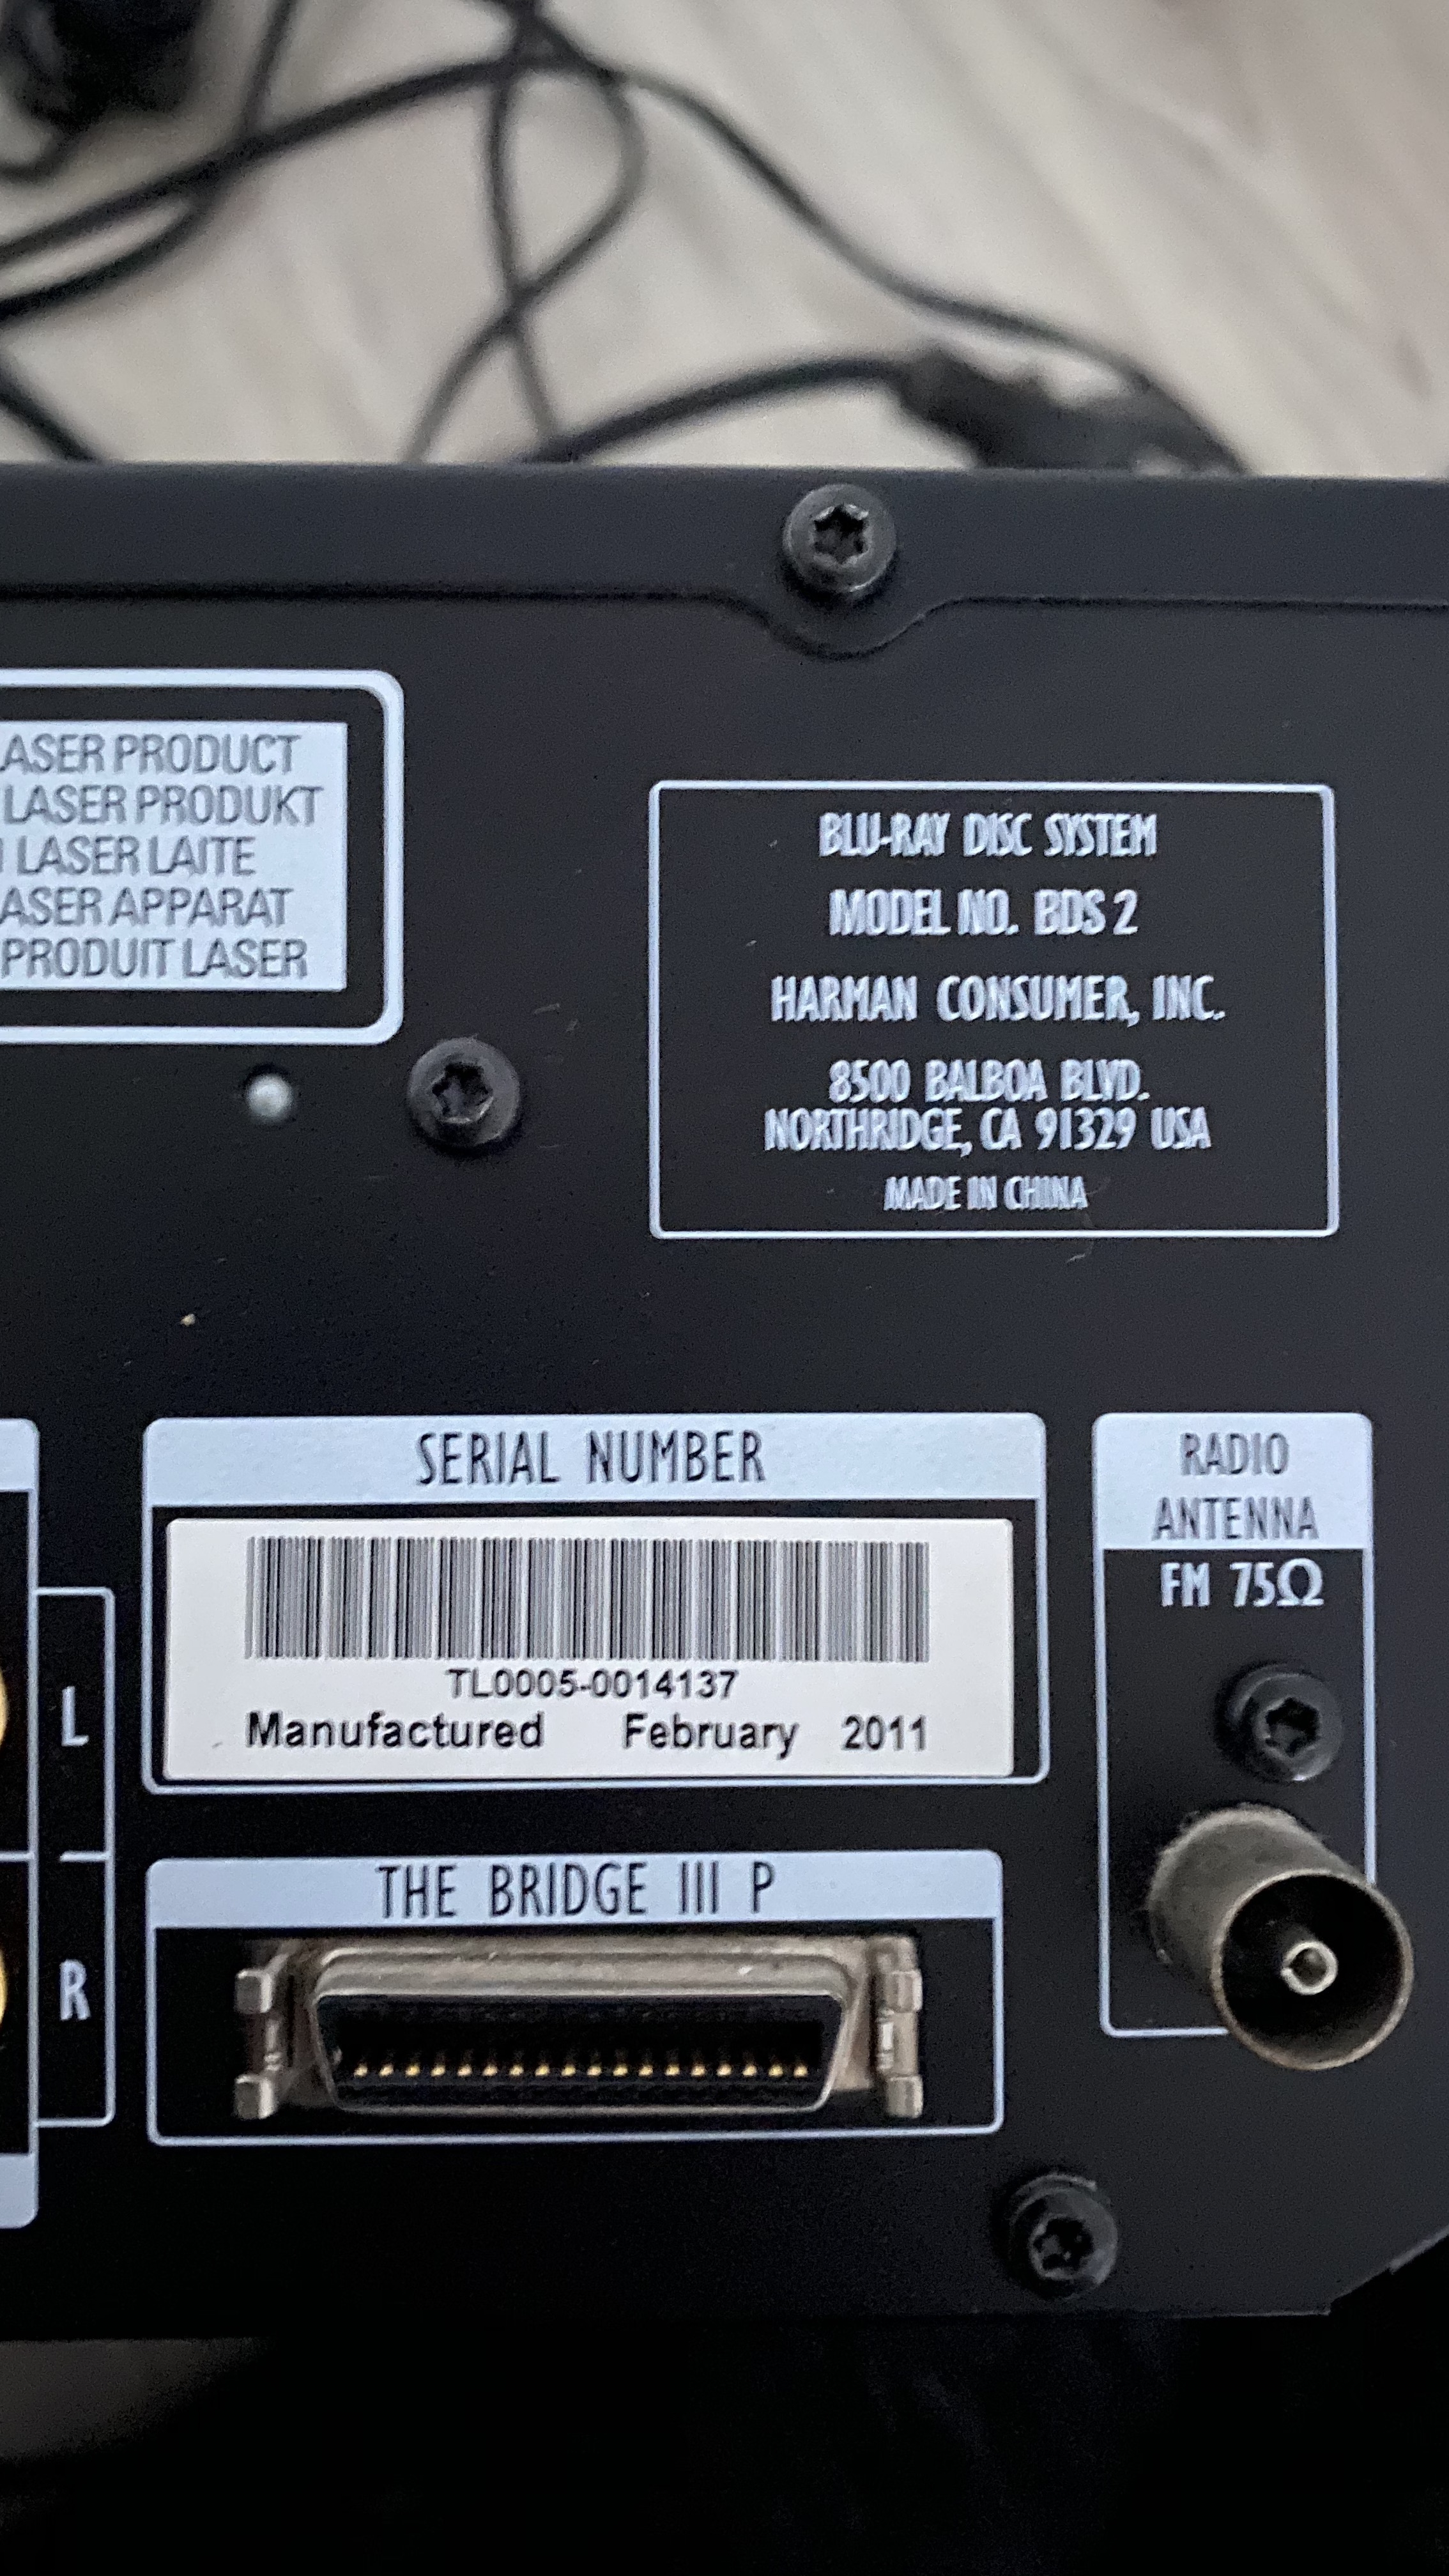 LASER PRODUCT
LASER PRODUKT
LASER LAITE
LASER APPARAT
PRODUIT LASER
BLU-RAY DISC SYSTEM
MODEL NO. BDS 2
HARMAN CONSUMER, INC.
8500 BALBOA BLVD.
NORTHRIDGE, CA 91329 USA
MADE IN CHINA
SERIAL NUMBER
TL0005-0014137
Manufactured February 2011
RADIO
ANTENNA
FM 75Ω
L
THE BRIDGE III P
R